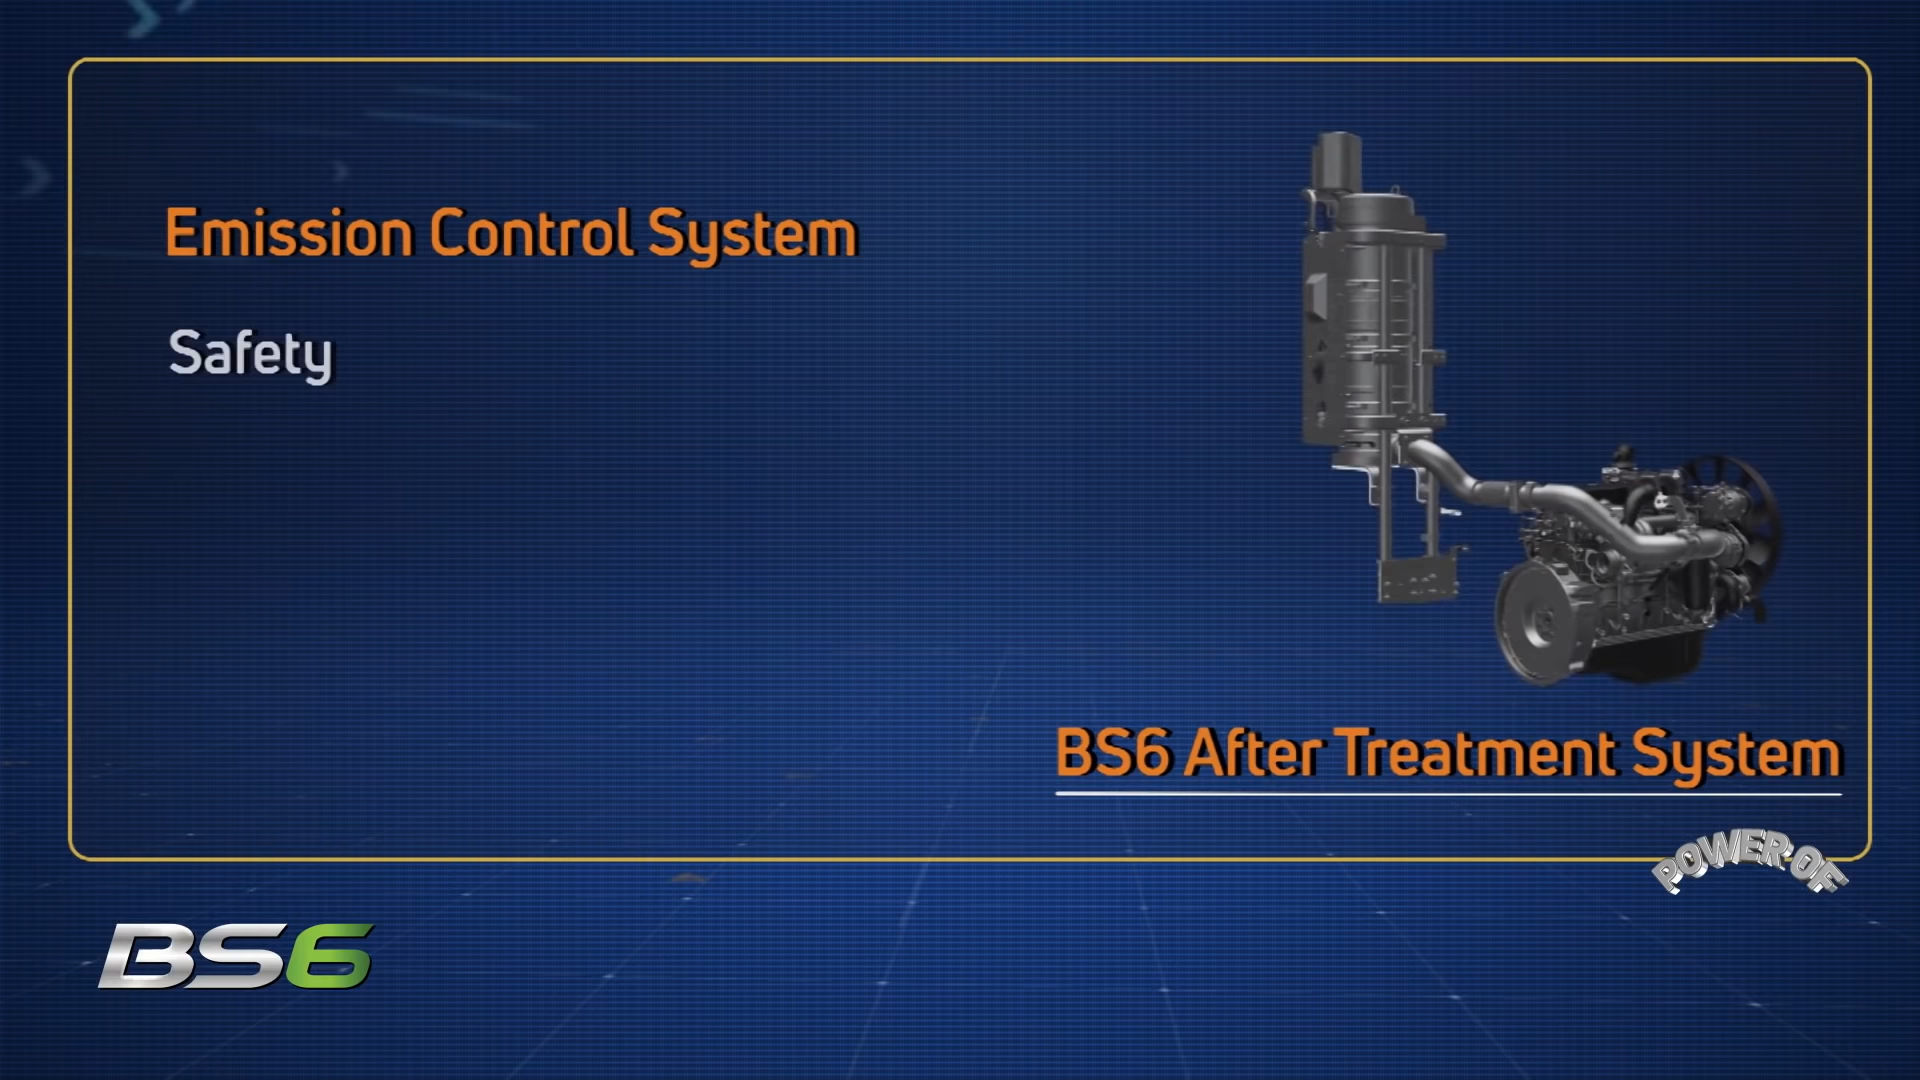 Emission Control System
Safety
BS6 After Treatment System
POWER OF
BS6